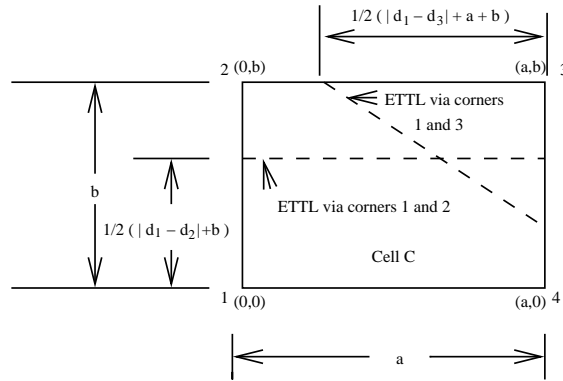 1/2 ( | d1 – d3| + a + b )
2 (0,b) (a,b) 3
ETTL via corners
1 and 3
b
ETTL via corners 1 and 2
1/2 ( | d1 – d2|+b )
Cell C
1 (0,0) (a,0) 4
a